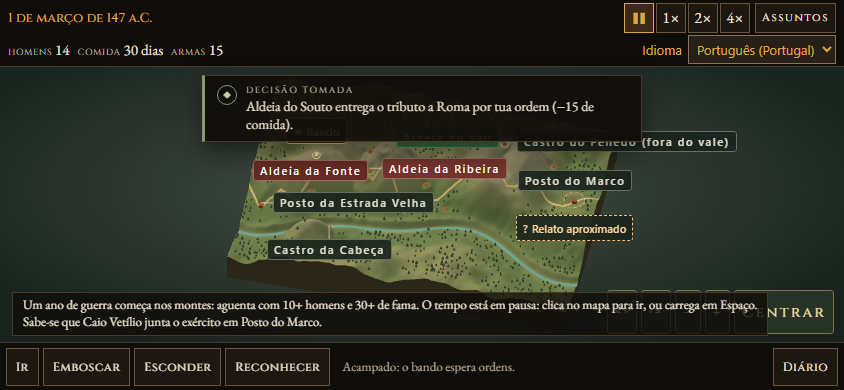 1 DE MARÇO DE 147 A.C.
1× 2× 4× ASSUNTOS
HOMENS 14 COMIDA 30 dias ARMAS 15
Idioma Português (Portugal)
DECISÃO TOMADA
Aldeia do Souto entrega o tributo a Roma por tua ordem (−15 de
comida).
Bando
Aldeia do Vau
Castro do Penedo (fora do vale)
Aldeia da Fonte
Aldeia da Ribeira
Posto do Marco
Posto da Estrada Velha
? Relato aproximado
Castro da Cabeça
Um ano de guerra começa nos montes: aguenta com 10+ homens e 30+ de fama. O tempo está em pausa: clica no mapa para ir, ou carrega em Espaço.
Sabe-se que Caio Vetílio junta o exército em Posto do Marco.
CENTRAR
IR EMBOSCAR ESCONDER RECONHECER Acampado: o bando espera ordens. DIÁRIO